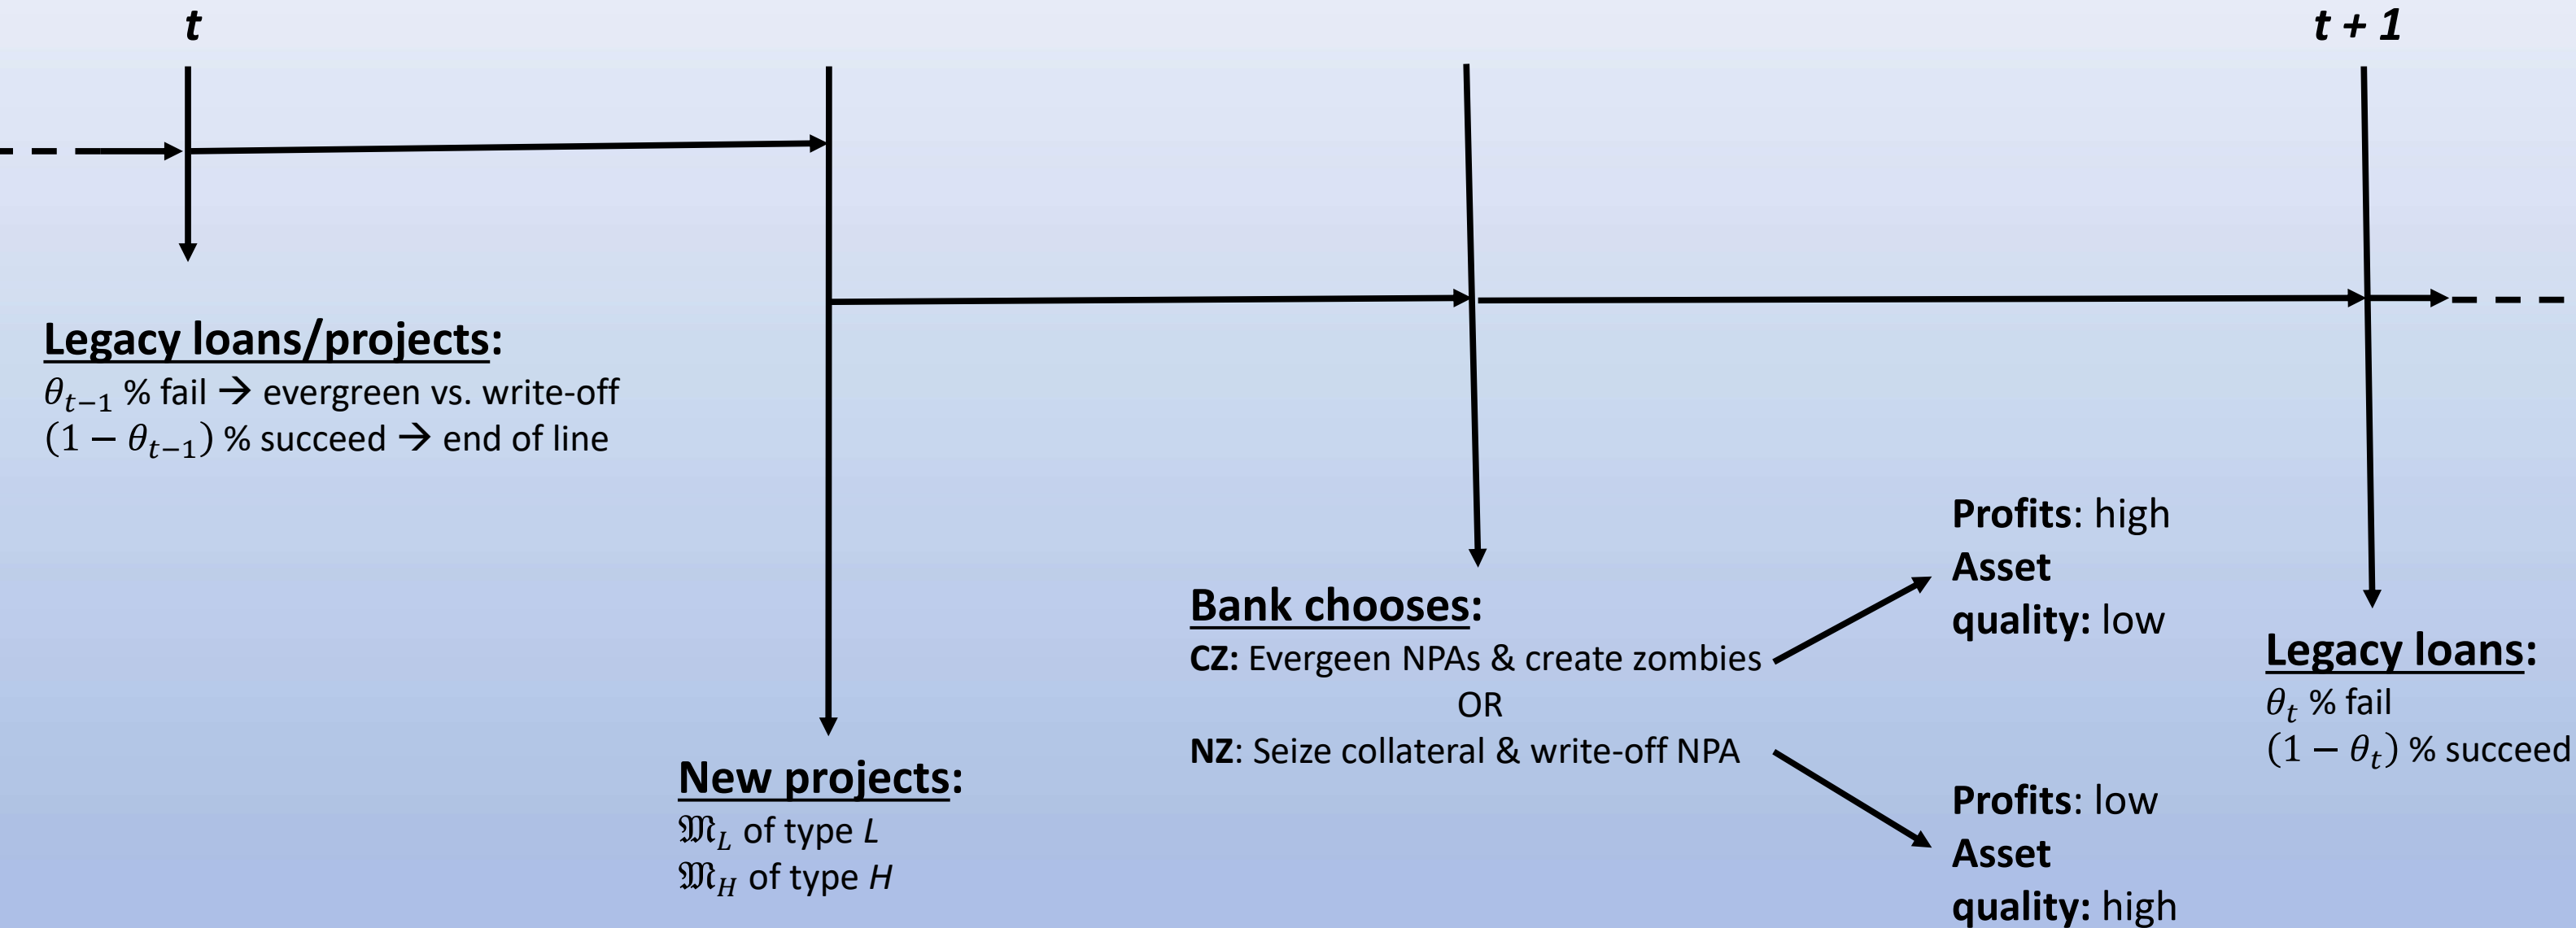 t
t + 1
Legacy loans/projects:
θₜ₋₁ % fail → evergreen vs. write-off
(1 − θₜ₋₁) % succeed → end of line
New projects:
𝔐_L of type L
𝔐_H of type H
Bank chooses:
CZ: Evergeen NPAs & create zombies
OR
NZ: Seize collateral & write-off NPA
Profits: high
Asset
quality: low
Profits: low
Asset
quality: high
Legacy loans:
θₜ % fail
(1 − θₜ) % succeed